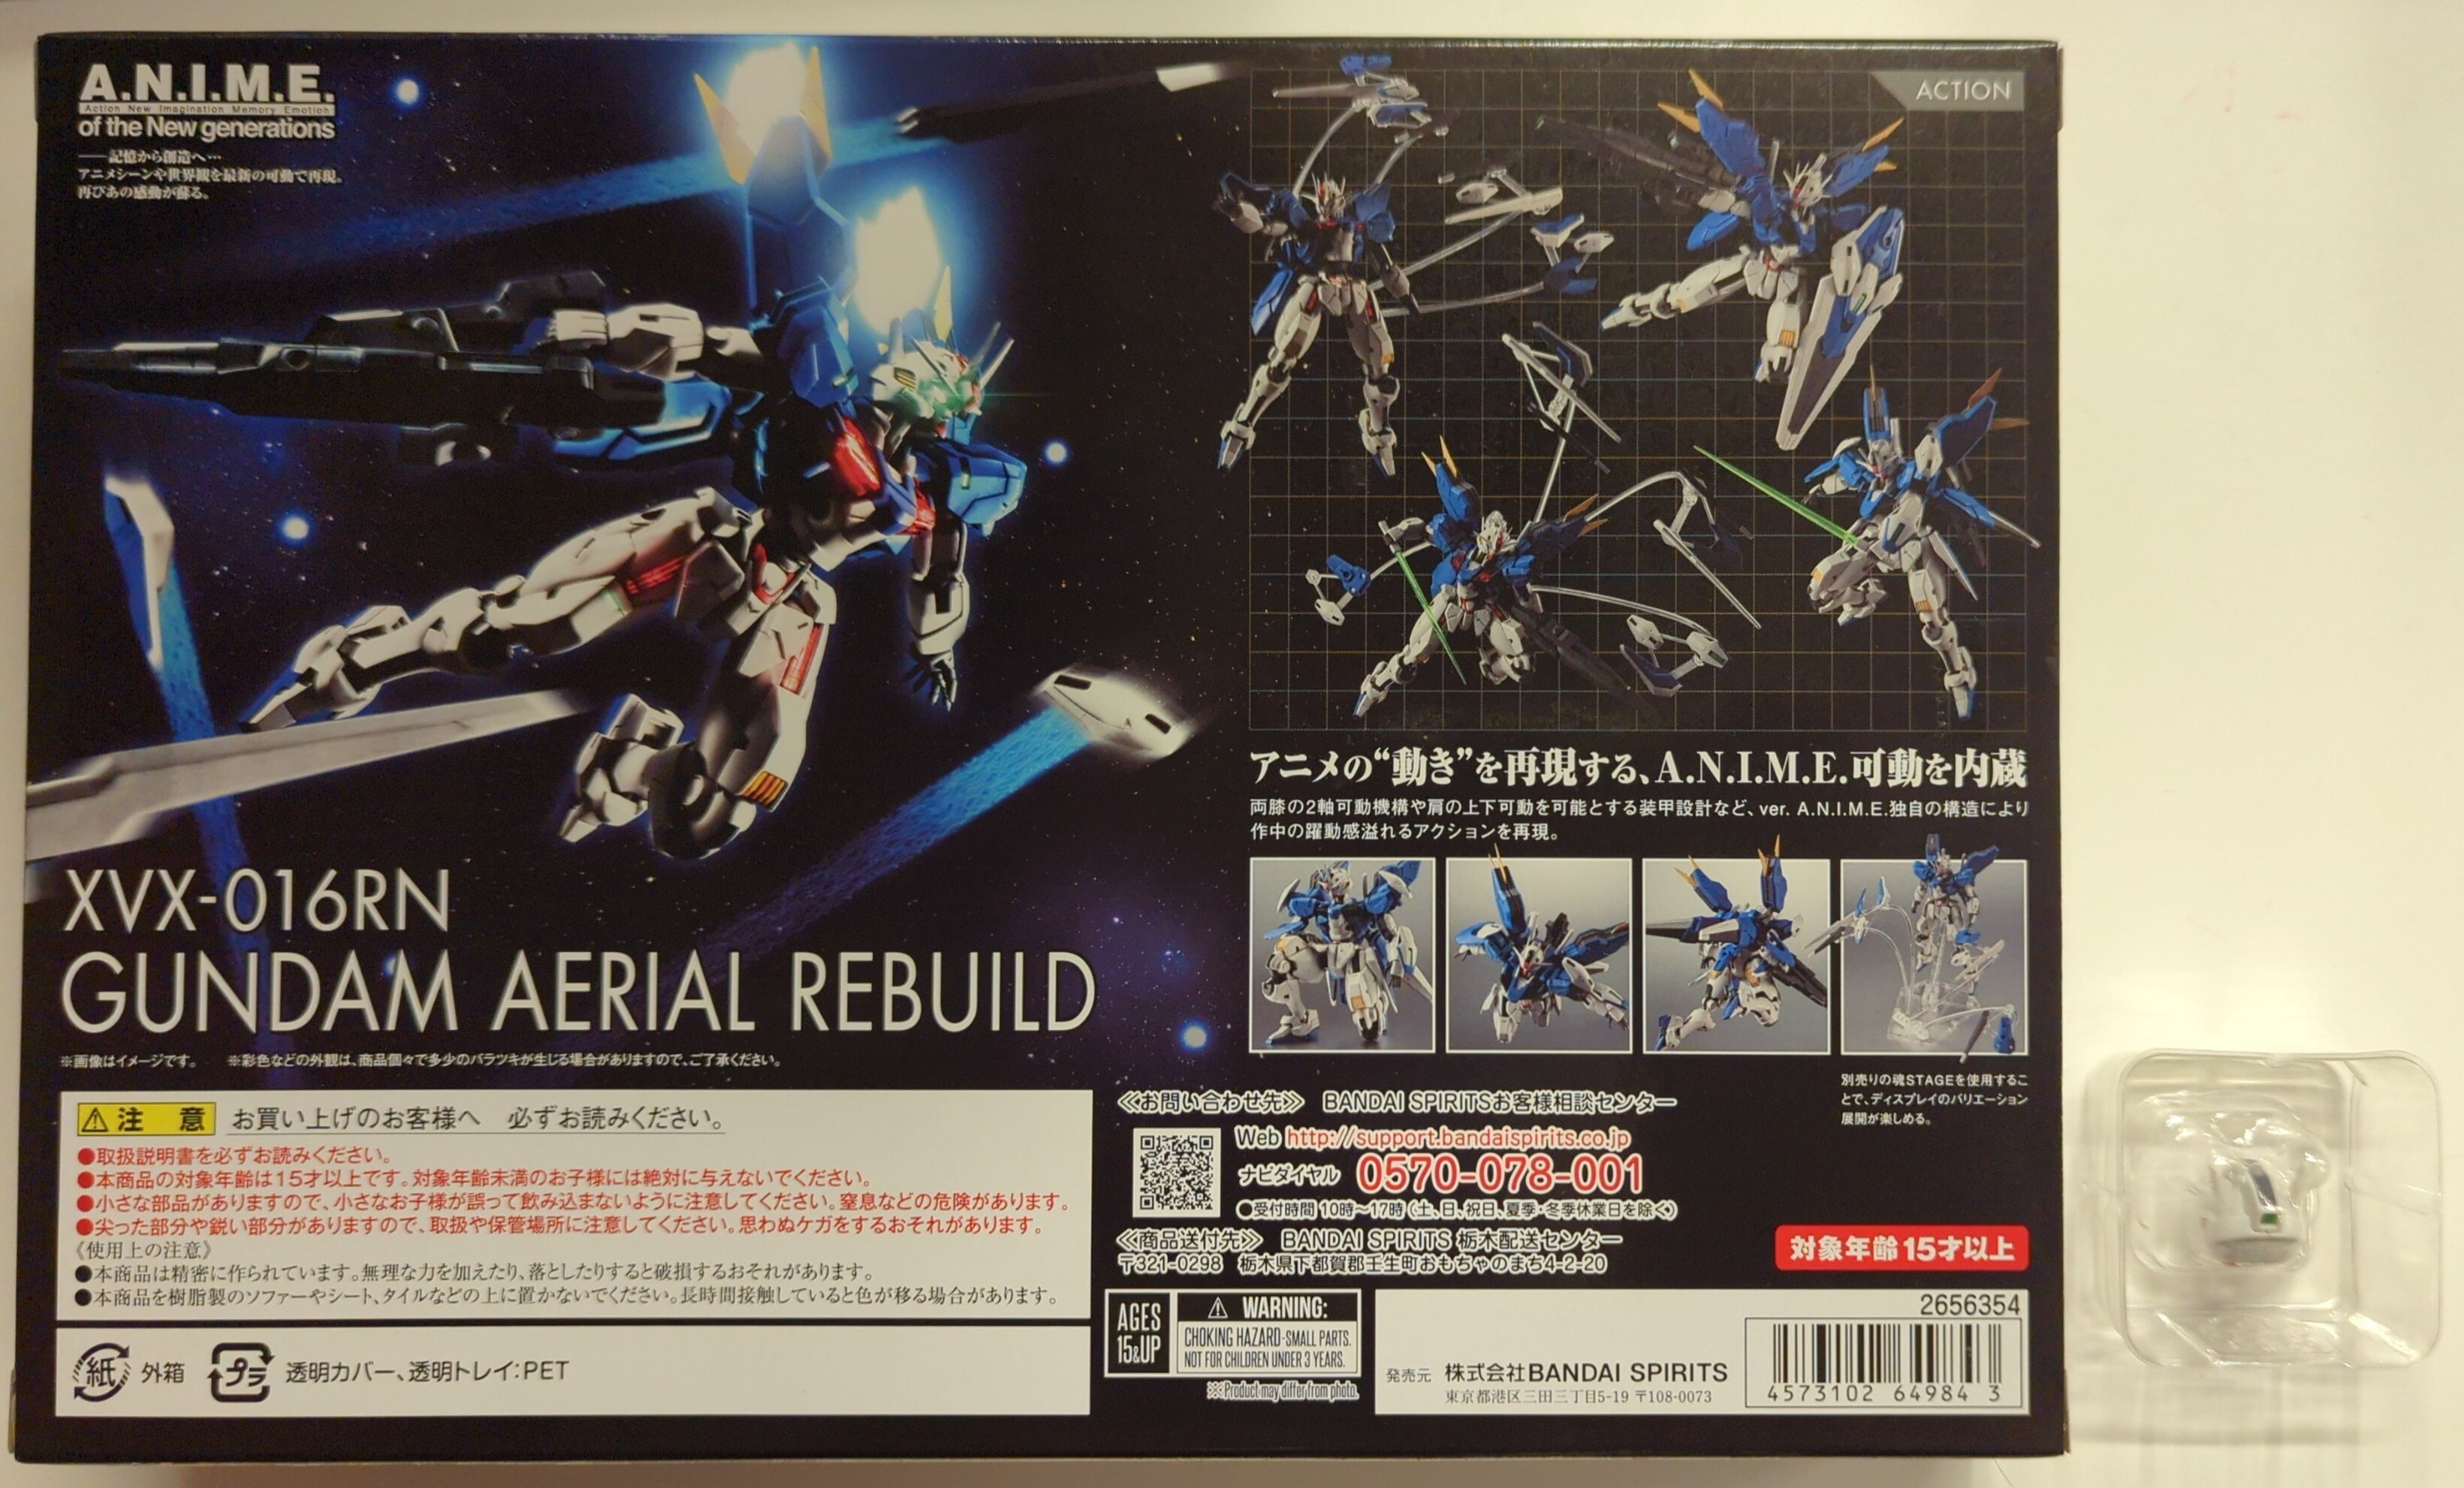 A.N.I.M.E.
Action New Imagination Memory Emotion
of the New generations
――記憶から創造へ…
アニメシーンや世界観を最新の可動で再現。
再びあの感動が蘇る。
XVX-016RN
GUNDAM AERIAL REBUILD
※画像はイメージです。 ※彩色などの外観は、商品個々で多少のバラツキが生じる場合がありますので、ご了承ください。
注 意 お買い上げのお客様へ 必ずお読みください。
●取扱説明書を必ずお読みください。
●本商品の対象年齢は15才以上です。対象年齢未満のお子様には絶対に与えないでください。
●小さな部品がありますので、小さなお子様が誤って飲み込まないように注意してください。窒息などの危険があります。
●尖った部分や鋭い部分がありますので、取扱や保管場所に注意してください。思わぬケガをするおそれがあります。
《使用上の注意》
●本商品は精密に作られています。無理な力を加えたり、落としたりすると破損するおそれがあります。
●本商品を樹脂製のソファーやシート、タイルなどの上に置かないでください。長時間接触していると色が移る場合があります。
紙 外箱 プラ 透明カバー、透明トレイ:PET
ACTION
アニメの“動き”を再現する、A.N.I.M.E.可動を内蔵
両膝の2軸可動機構や肩の上下可動を可能とする装甲設計など、ver. A.N.I.M.E.独自の構造により
作中の躍動感溢れるアクションを再現。
別売りの魂STAGEを使用するこ
とで、ディスプレイのバリエーション
展開が楽しめる。
≪お問い合わせ先≫ BANDAI SPIRITSお客様相談センター
Web http://support.bandaispirits.co.jp
ナビダイヤル 0570-078-001
●受付時間 10時～17時 (土、日、祝日、夏季・冬季休業日を除く)
≪商品送付先≫ BANDAI SPIRITS 栃木配送センター
〒321-0298 栃木県下都賀郡壬生町おもちゃのまち4-2-20
対象年齢15才以上
AGES
15&UP
WARNING:
CHOKING HAZARD-SMALL PARTS.
NOT FOR CHILDREN UNDER 3 YEARS.
※Product may differ from photo.
2656354
発売元 株式会社BANDAI SPIRITS
東京都港区三田三丁目5-19 〒108-0073
4573102 64984 3